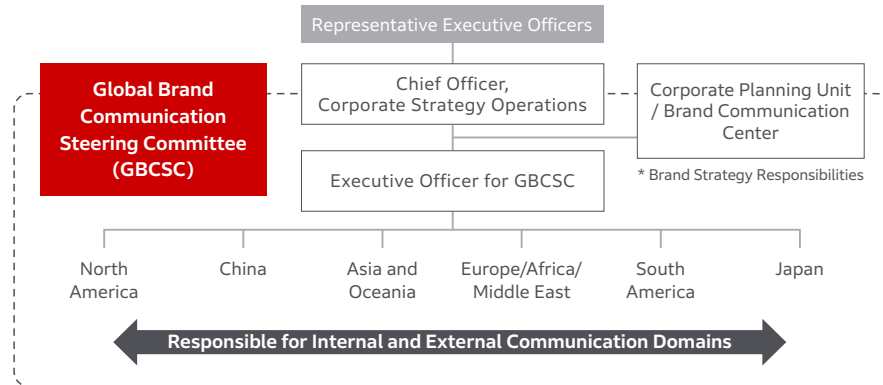 Representative Executive Officers
Global Brand
Communication
Steering Committee
(GBCSC)
Chief Officer,
Corporate Strategy Operations
Corporate Planning Unit
/ Brand Communication
Center
* Brand Strategy Responsibilities
Executive Officer for GBCSC
North
America
China
Asia and
Oceania
Europe/Africa/
Middle East
South
America
Japan
Responsible for Internal and External Communication Domains